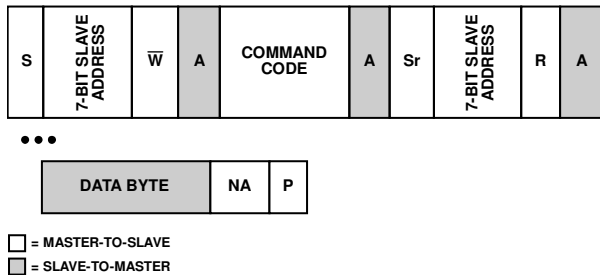 S 7-BIT SLAVE ADDRESS W̅ A COMMAND CODE A Sr 7-BIT SLAVE ADDRESS R A
•••
DATA BYTE NA P
= MASTER-TO-SLAVE
= SLAVE-TO-MASTER